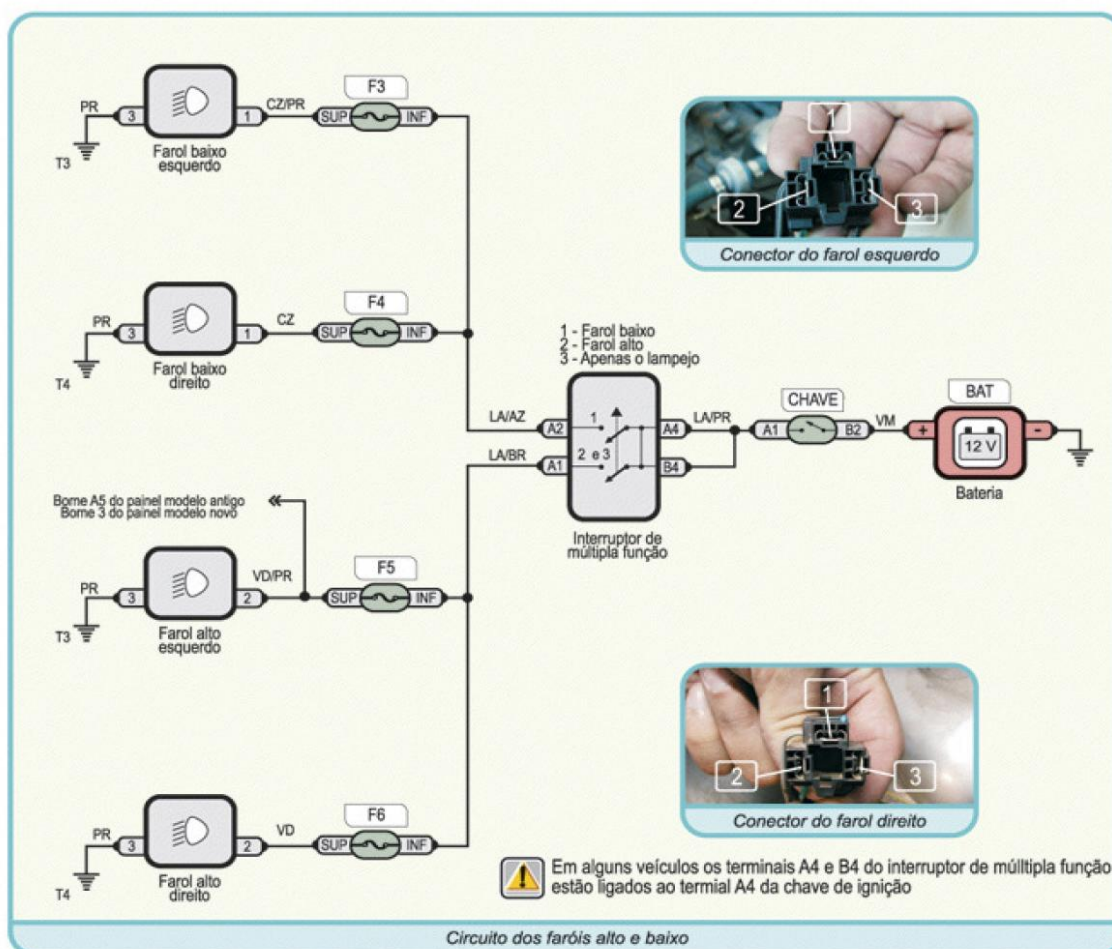 F3
PR
3
1
CZ/PR
SUP
INF
T3
Farol baixo
esquerdo
1
2
3
Conector do farol esquerdo
F4
PR
3
1
CZ
SUP
INF
T4
Farol baixo
direito
1 - Farol baixo
2 - Farol alto
3 - Apenas o lampejo
LA/AZ
A2
1
A4
LA/PR
LA/BR
A1
2 e 3
B4
Interruptor de
múltipla função
CHAVE
A1
B2
VM
BAT
+
-
12 V
Bateria
Borne A5 do painel modelo antigo
Borne 3 do painel modelo novo
F5
PR
3
2
VD/PR
SUP
INF
T3
Farol alto
esquerdo
1
2
3
Conector do farol direito
F6
PR
3
2
VD
SUP
INF
T4
Farol alto
direito
Em alguns veículos os terminais A4 e B4 do interruptor de múlltipla função
estão ligados ao termial A4 da chave de ignição
Circuito dos faróis alto e baixo